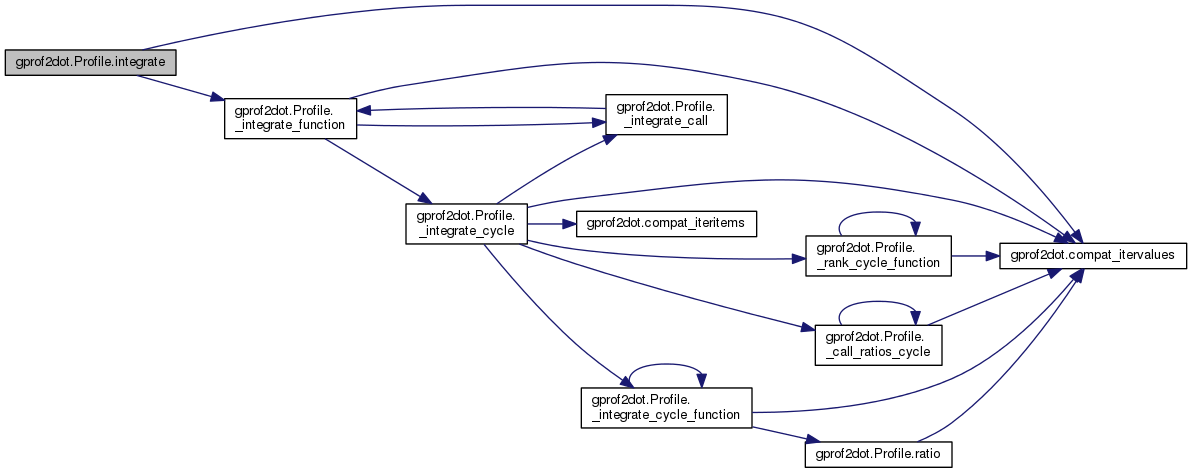 gprof2dot.Profile.integrate
gprof2dot.Profile.
_integrate_function
gprof2dot.Profile.
_integrate_call
gprof2dot.Profile.
_integrate_cycle
gprof2dot.compat_iteritems
gprof2dot.Profile.
_rank_cycle_function
gprof2dot.compat_itervalues
gprof2dot.Profile.
_call_ratios_cycle
gprof2dot.Profile.
_integrate_cycle_function
gprof2dot.Profile.ratio